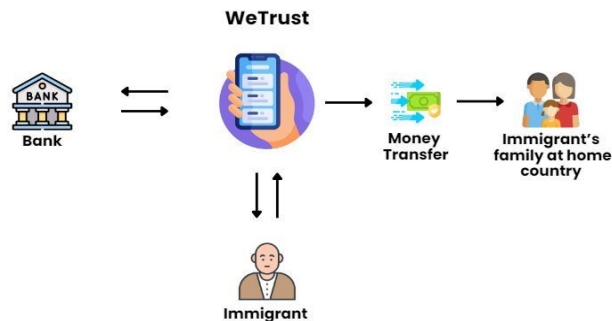 WeTrust
BANK
Bank
Money
Transfer
Immigrant's
family at home
country
Immigrant